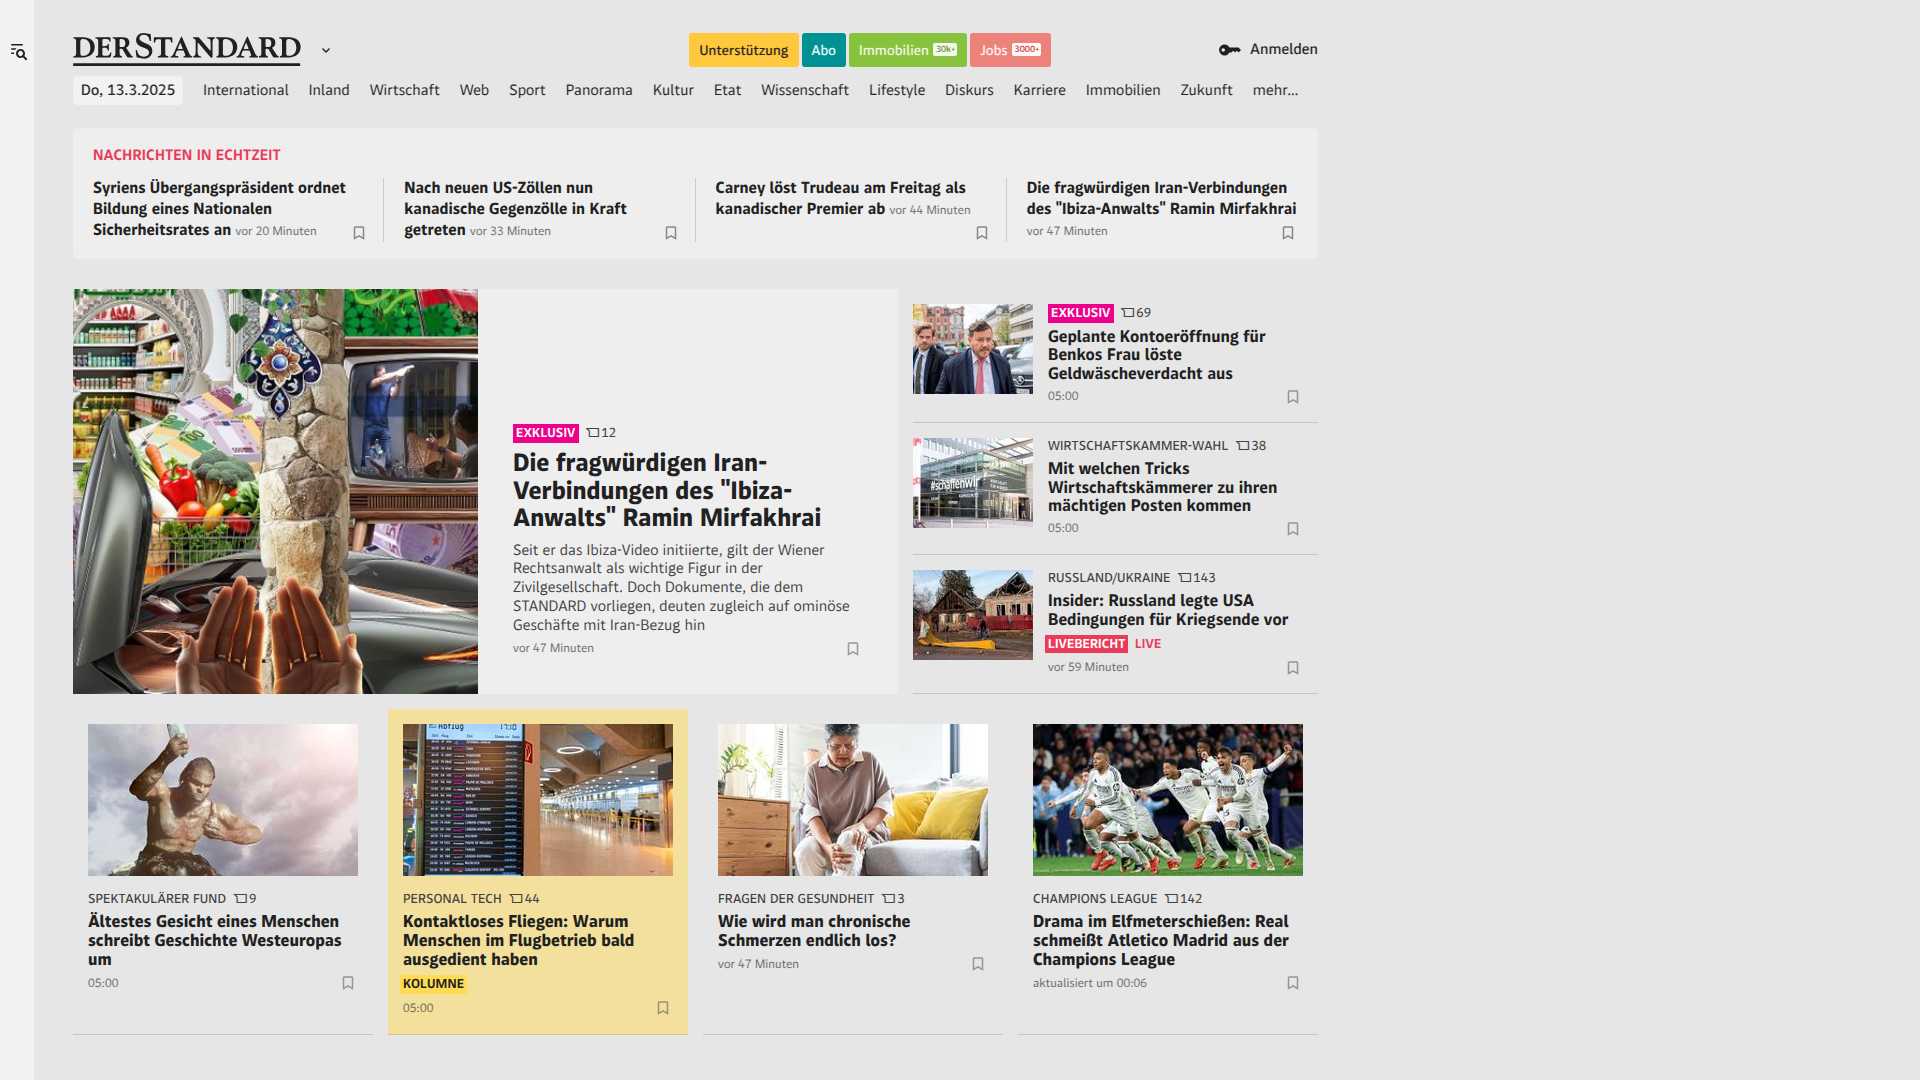 DERSTANDARD
Unterstützung
Abo
Immobilien 30k+
Jobs 3000+
Anmelden
Do, 13.3.2025
International
Inland
Wirtschaft
Web
Sport
Panorama
Kultur
Etat
Wissenschaft
Lifestyle
Diskurs
Karriere
Immobilien
Zukunft
mehr...
NACHRICHTEN IN ECHTZEIT
Syriens Übergangspräsident ordnet
Bildung eines Nationalen
Sicherheitsrates an vor 20 Minuten
Nach neuen US-Zöllen nun
kanadische Gegenzölle in Kraft
getreten vor 33 Minuten
Carney löst Trudeau am Freitag als
kanadischer Premier ab vor 44 Minuten
Die fragwürdigen Iran-Verbindungen
des "Ibiza-Anwalts" Ramin Mirfakhrai
vor 47 Minuten
EXKLUSIV 12
Die fragwürdigen Iran-
Verbindungen des "Ibiza-
Anwalts" Ramin Mirfakhrai
Seit er das Ibiza-Video initiierte, gilt der Wiener
Rechtsanwalt als wichtige Figur in der
Zivilgesellschaft. Doch Dokumente, die dem
STANDARD vorliegen, deuten zugleich auf ominöse
Geschäfte mit Iran-Bezug hin
vor 47 Minuten
EXKLUSIV 69
Geplante Kontoeröffnung für
Benkos Frau löste
Geldwäscheverdacht aus
05:00
#schaffenwir
WIRTSCHAFTSKAMMER-WAHL 38
Mit welchen Tricks
Wirtschaftskämmerer zu ihren
mächtigen Posten kommen
05:00
RUSSLAND/UKRAINE 143
Insider: Russland legte USA
Bedingungen für Kriegsende vor
LIVEBERICHT LIVE
vor 59 Minuten
SPEKTAKULÄRER FUND 9
Ältestes Gesicht eines Menschen
schreibt Geschichte Westeuropas
um
05:00
Abflug 17:10
PERSONAL TECH 44
Kontaktloses Fliegen: Warum
Menschen im Flugbetrieb bald
ausgedient haben
KOLUMNE
05:00
FRAGEN DER GESUNDHEIT 3
Wie wird man chronische
Schmerzen endlich los?
vor 47 Minuten
CHAMPIONS LEAGUE 142
Drama im Elfmeterschießen: Real
schmeißt Atletico Madrid aus der
Champions League
aktualisiert um 00:06